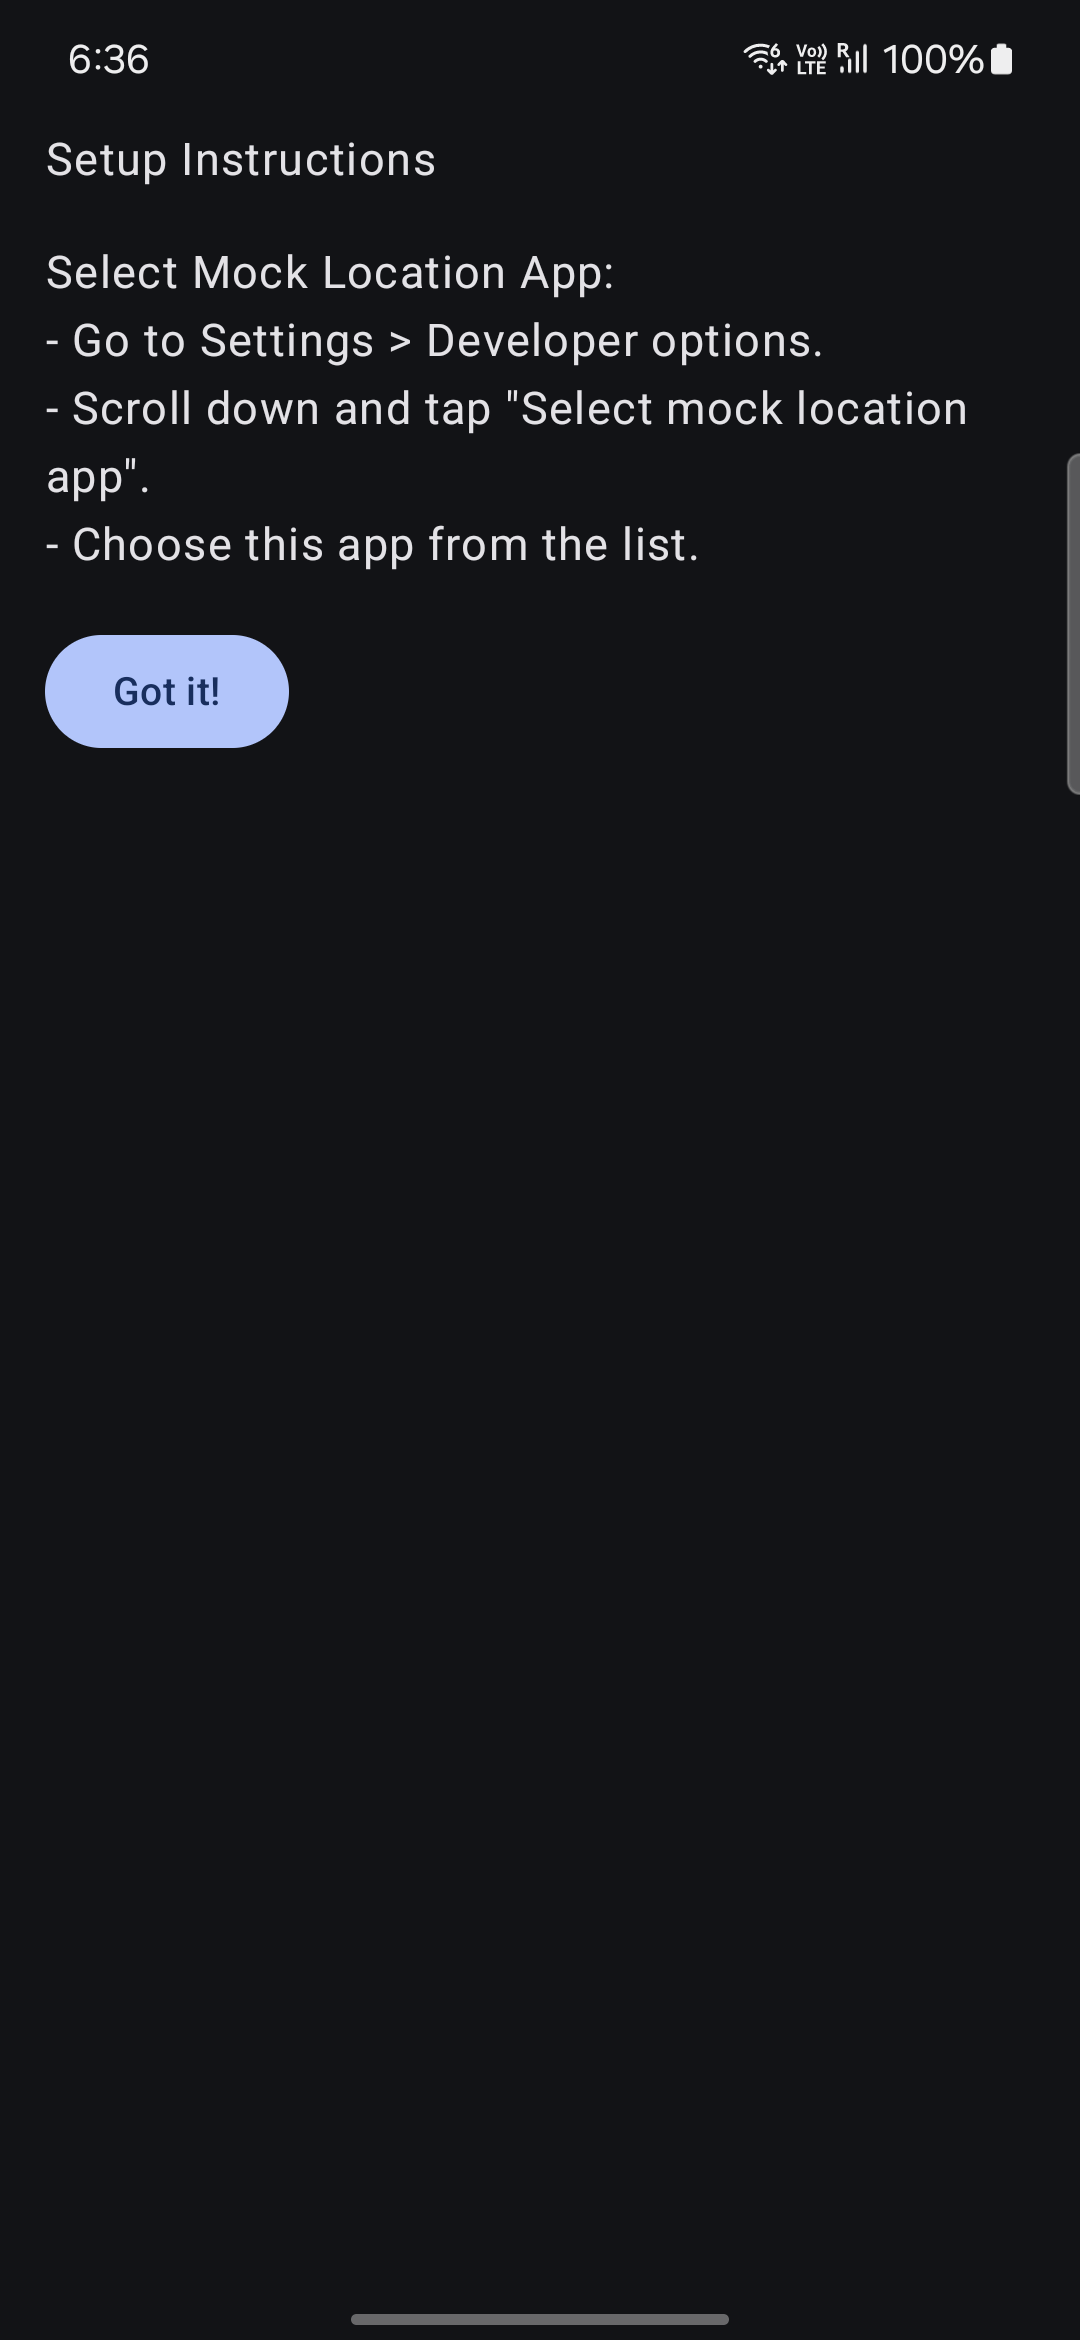 6:36
6 Vo)) R 100%
LTE
Setup Instructions
Select Mock Location App:
- Go to Settings > Developer options.
- Scroll down and tap "Select mock location
app".
- Choose this app from the list.
Got it!